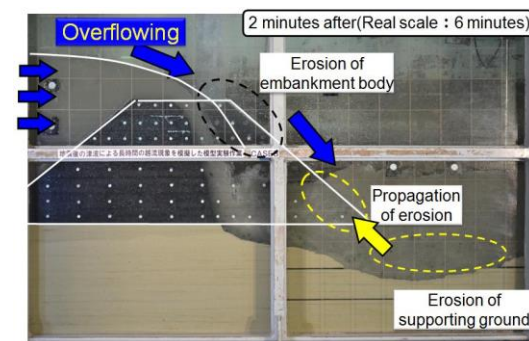 2 minutes after(Real scale：6 minutes)
Overflowing
Erosion of
embankment body
Propagation
of erosion
Erosion of
supporting ground